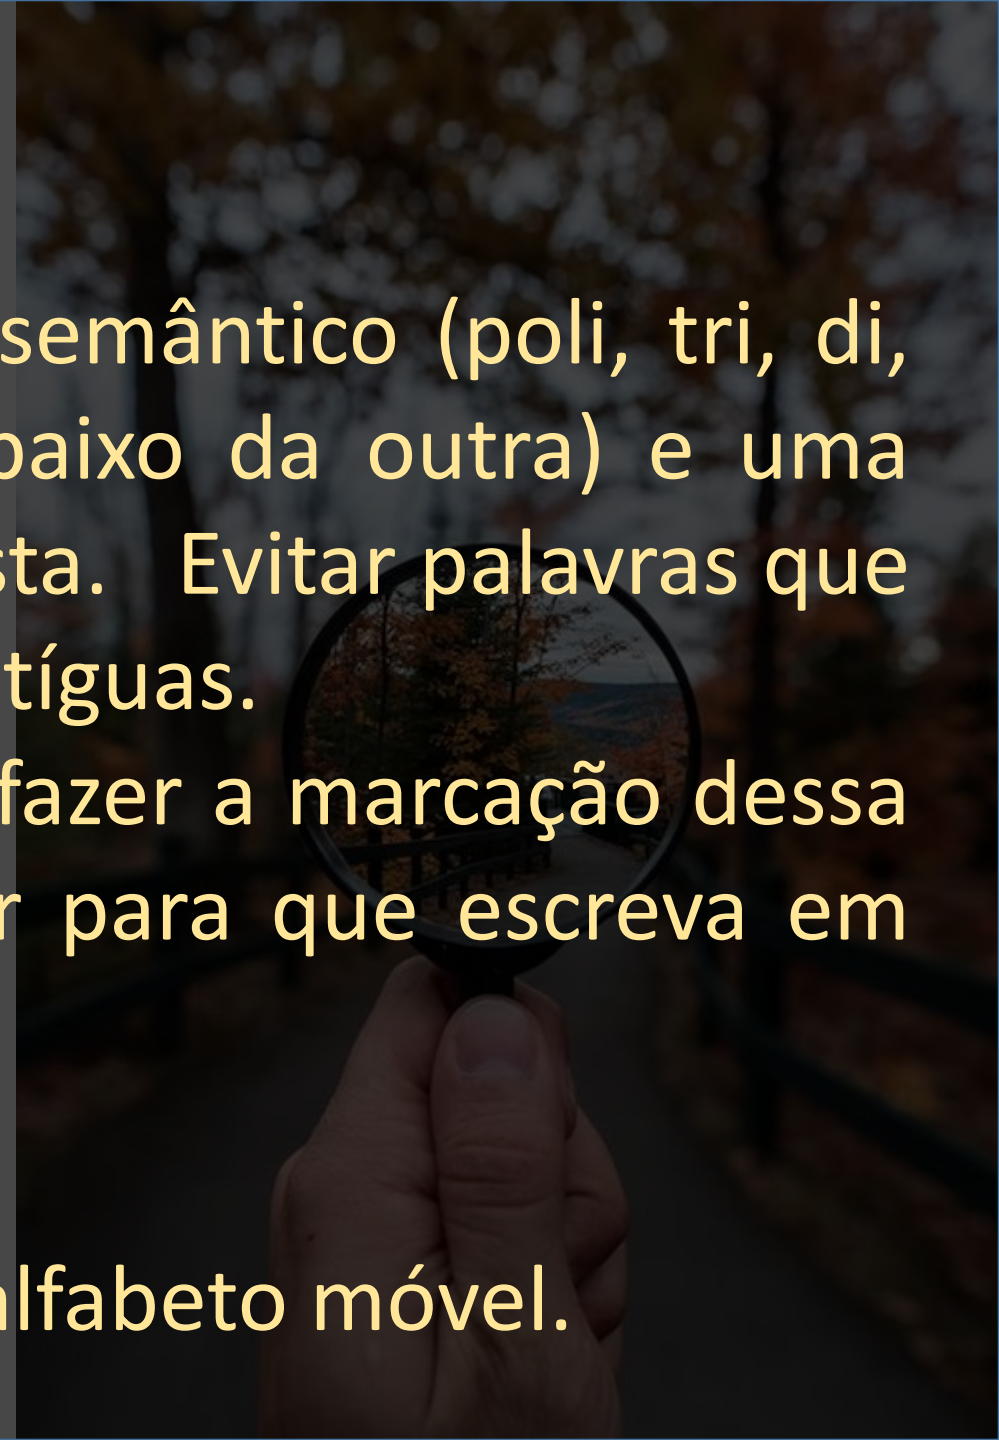 semântico (poli, tri, di,
baixo da outra) e uma
sta. Evitar palavras que
tíguas.
fazer a marcação dessa
r para que escreva em
alfabeto móvel.